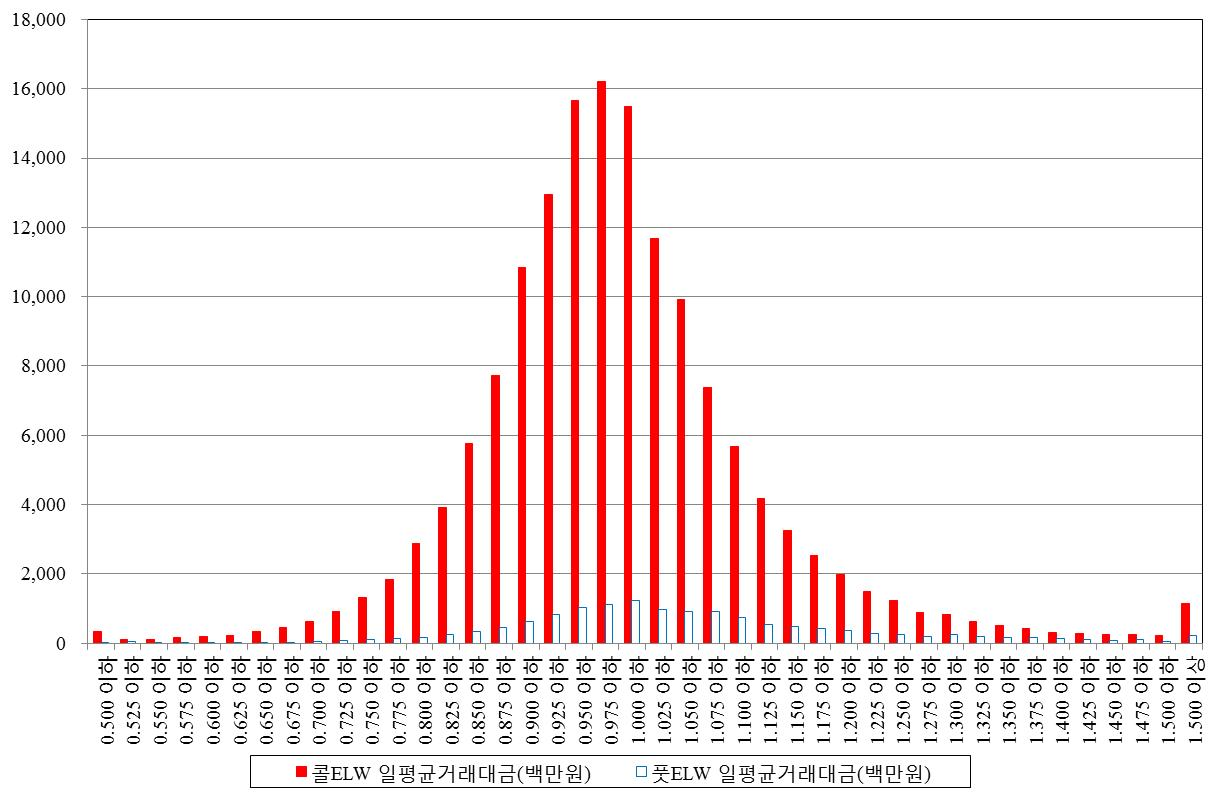 18,000
16,000
14,000
12,000
10,000
8,000
6,000
4,000
2,000
0
0.500 이하
0.525 이하
0.550 이하
0.575 이하
0.600 이하
0.625 이하
0.650 이하
0.675 이하
0.700 이하
0.725 이하
0.750 이하
0.775 이하
0.800 이하
0.825 이하
0.850 이하
0.875 이하
0.900 이하
0.925 이하
0.950 이하
0.975 이하
1.000 이하
1.025 이하
1.050 이하
1.075 이하
1.100 이하
1.125 이하
1.150 이하
1.175 이하
1.200 이하
1.225 이하
1.250 이하
1.275 이하
1.300 이하
1.325 이하
1.350 이하
1.375 이하
1.400 이하
1.425 이하
1.450 이하
1.475 이하
1.500 이하
1.500 이상
콜ELW 일평균거래대금(백만원) 풋ELW 일평균거래대금(백만원)